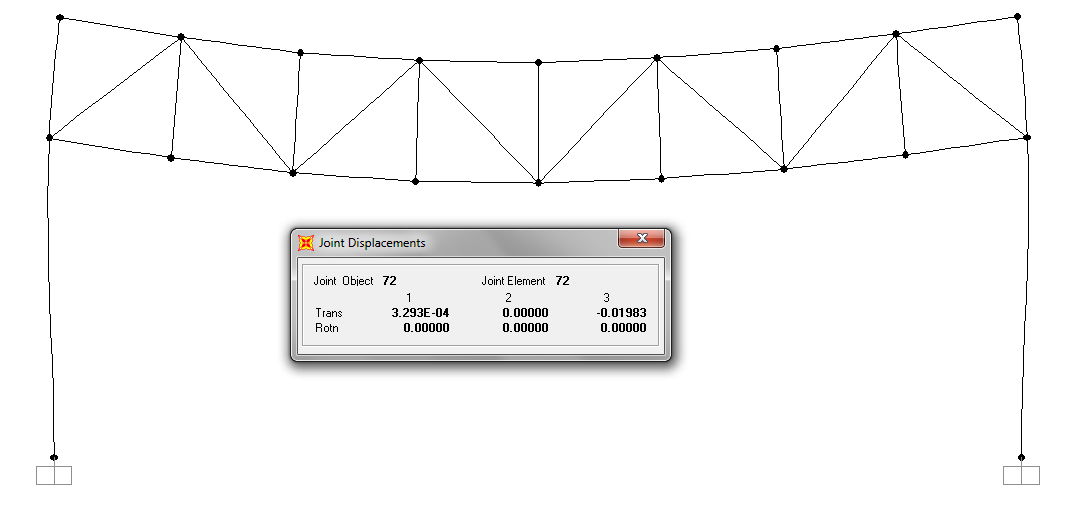 Joint Displacements
Joint Object 72 Joint Element 72
1 2 3
Trans 3.293E-04 0.00000 -0.01983
Rotn 0.00000 0.00000 0.00000